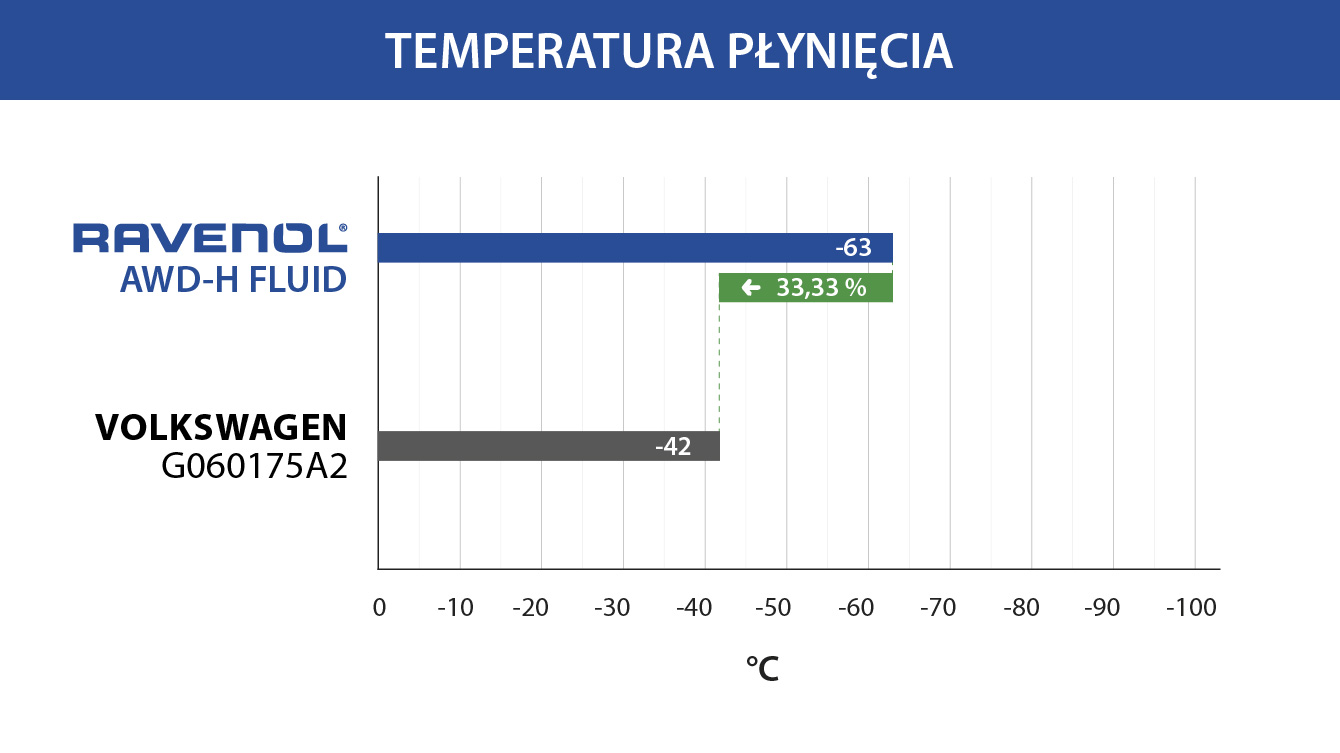 TEMPERATURA PŁYNIĘCIA
RAVENOL®
AWD-H FLUID
-63
← 33,33 %
VOLKSWAGEN
G060175A2
-42
0 -10 -20 -30 -40 -50 -60 -70 -80 -90 -100
°C